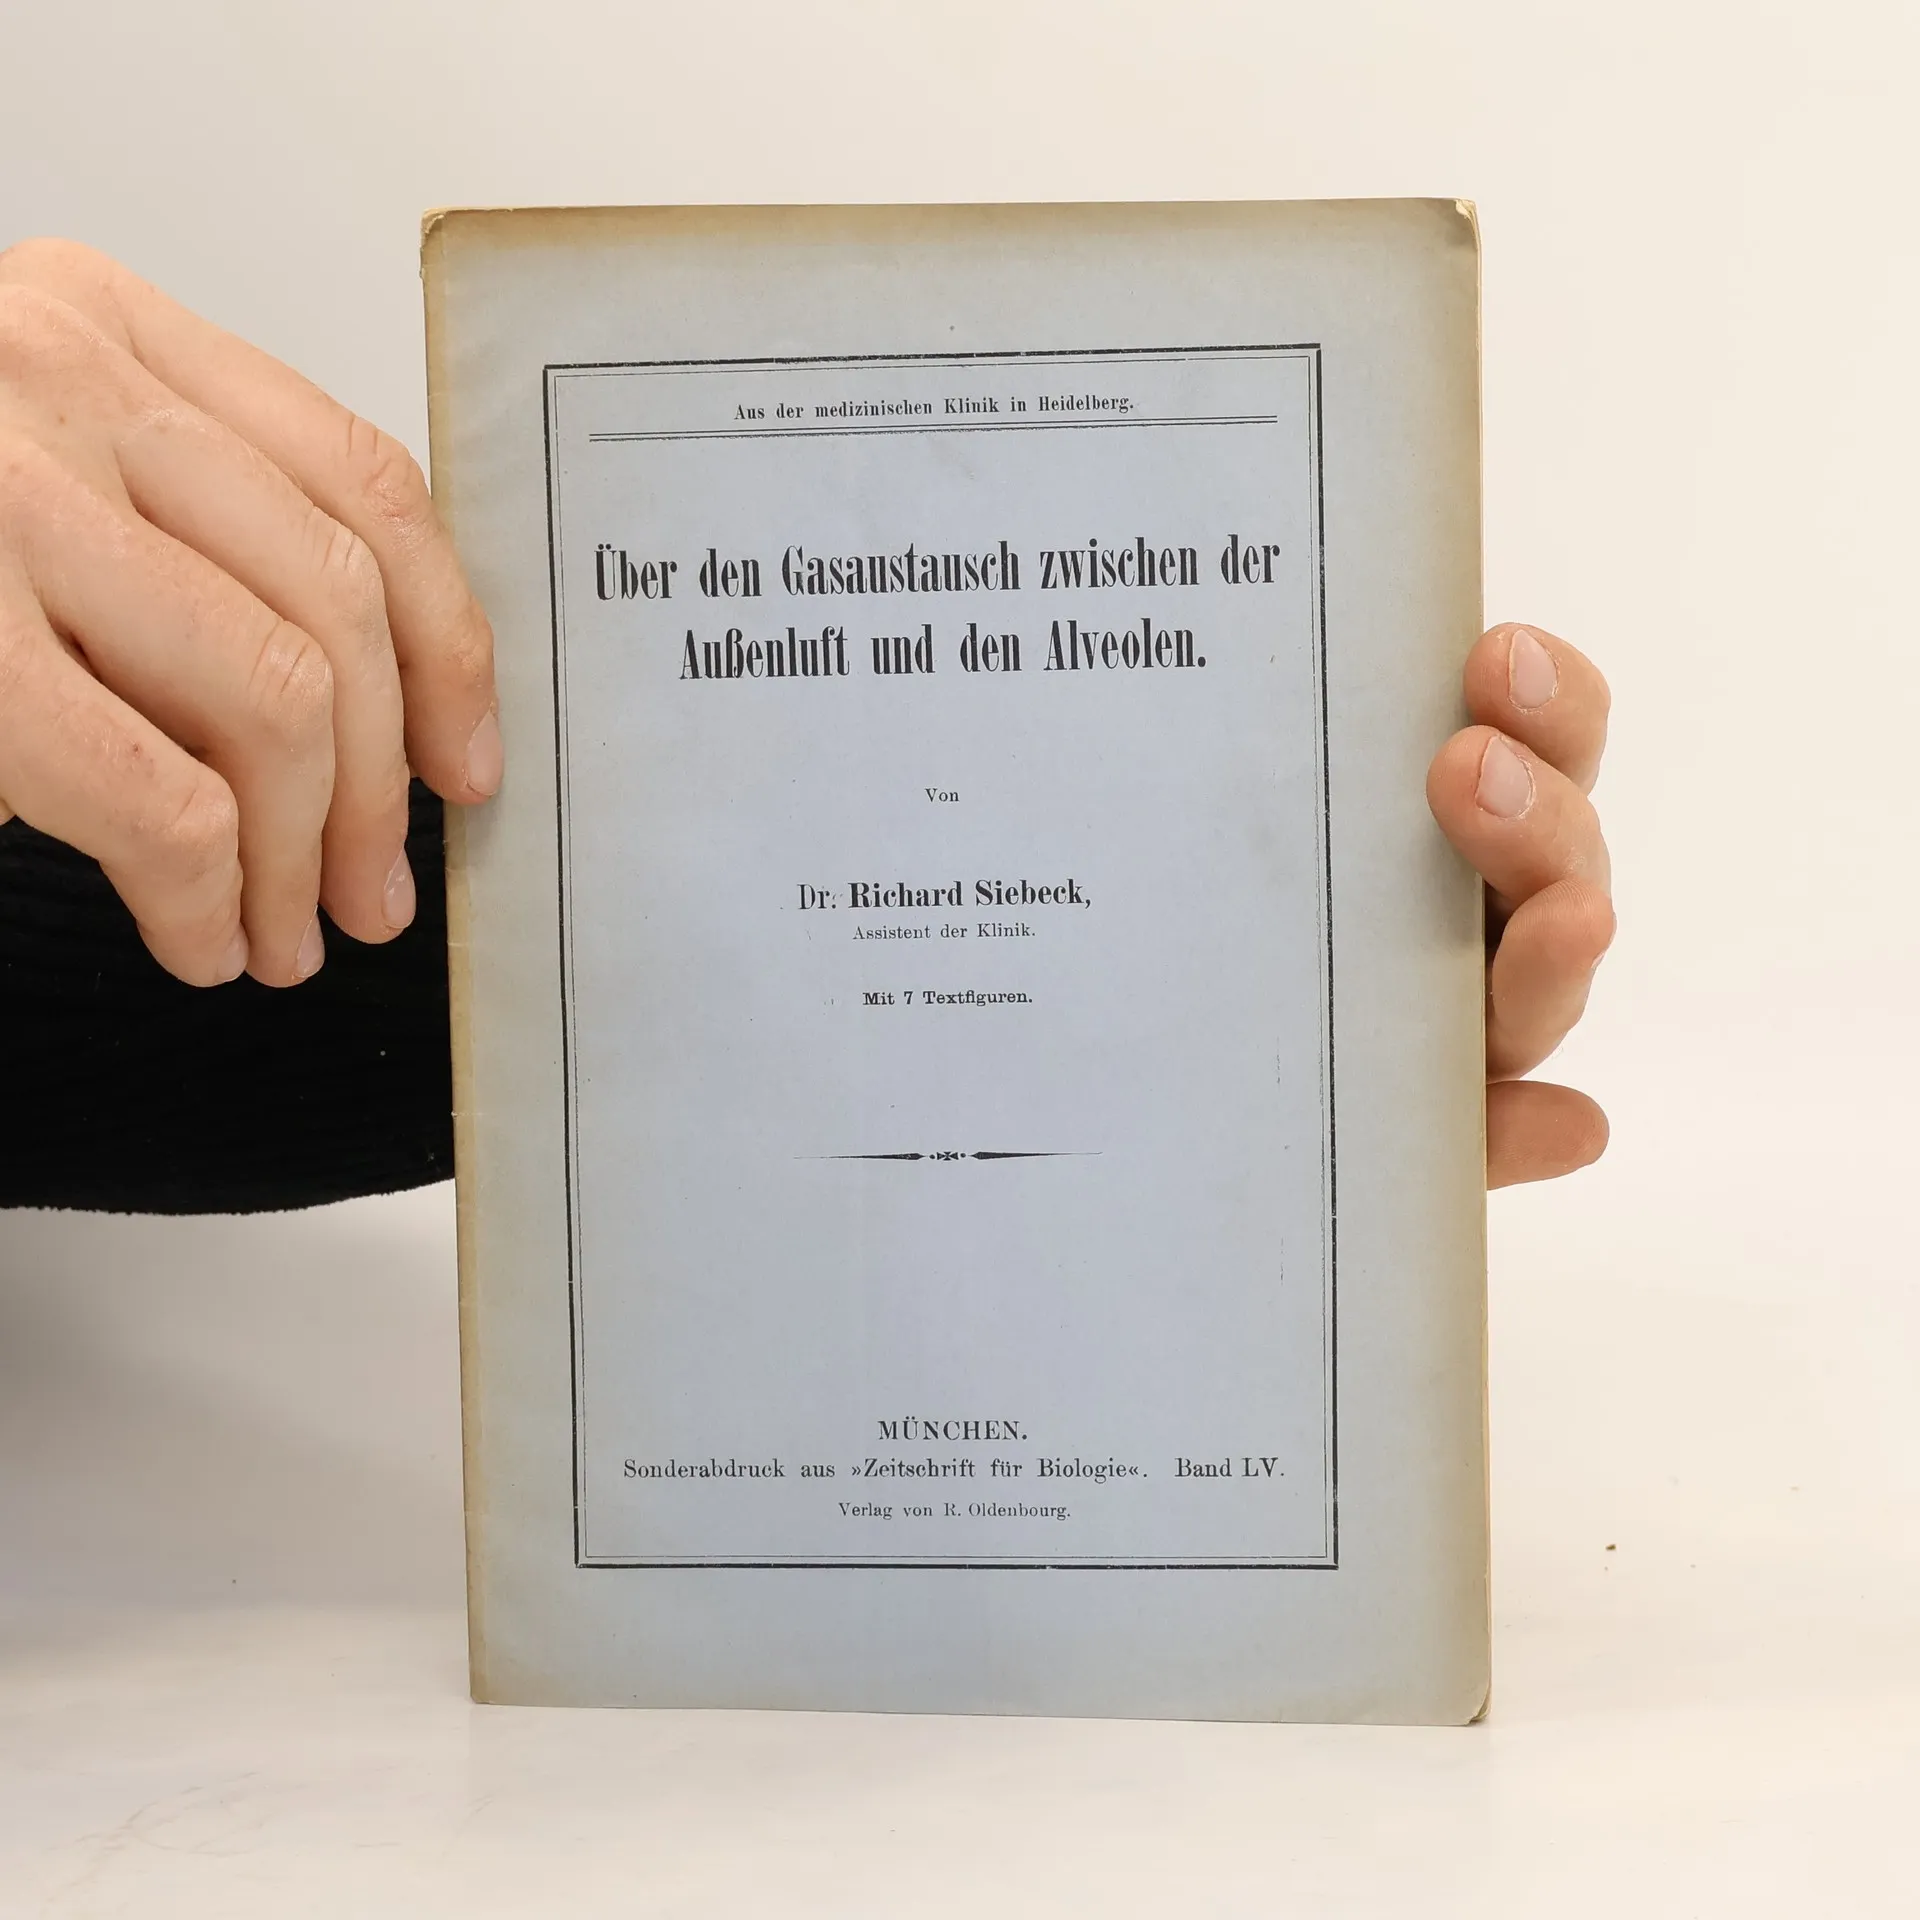 Aus der medizinischen Klinik in Heidelberg.
Über den Gasaustausch zwischen der
Außenluft und den Alveolen.
Von
Dr. Richard Siebeck,
Assistent der Klinik.
Mit 7 Textfiguren.
MÜNCHEN.
Sonderabdruck aus »Zeitschrift für Biologie«. Band LV.
Verlag von R. Oldenbourg.